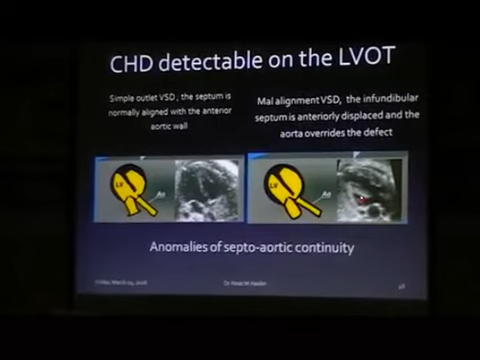 CHD detectable on the LVOT
Simple outlet VSD; the septum is
normally aligned with the anterior
aortic wall
Mal alignment VSD, the infundibular
septum is anteriorly displaced and the
aorta overrides the defect
LV
Ao
LV
Ao
Anomalies of septo-aortic continuity